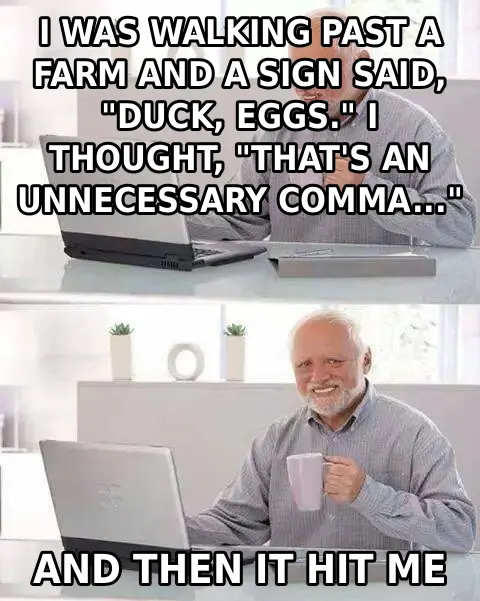 I WAS WALKING PAST A
FARM AND A SIGN SAID,
"DUCK, EGGS." I
THOUGHT, "THAT'S AN
UNNECESSARY COMMA..."
AND THEN IT HIT ME